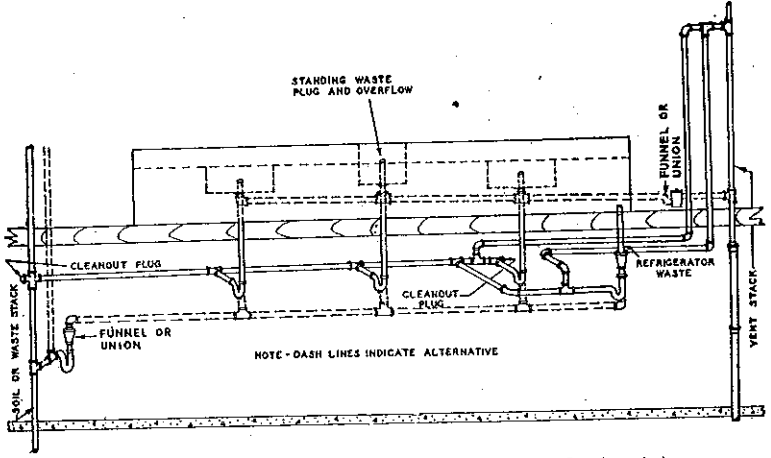 STANDING WASTE
PLUG AND OVERFLOW
FUNNEL OR
UNION
CLEANOUT PLUG
REFRIGERATOR
WASTE
CLEANOUT
PLUG
SOIL OR WASTE STACK
FUNNEL OR
UNION
VENT STACK
NOTE - DASH LINES INDICATE ALTERNATIVE